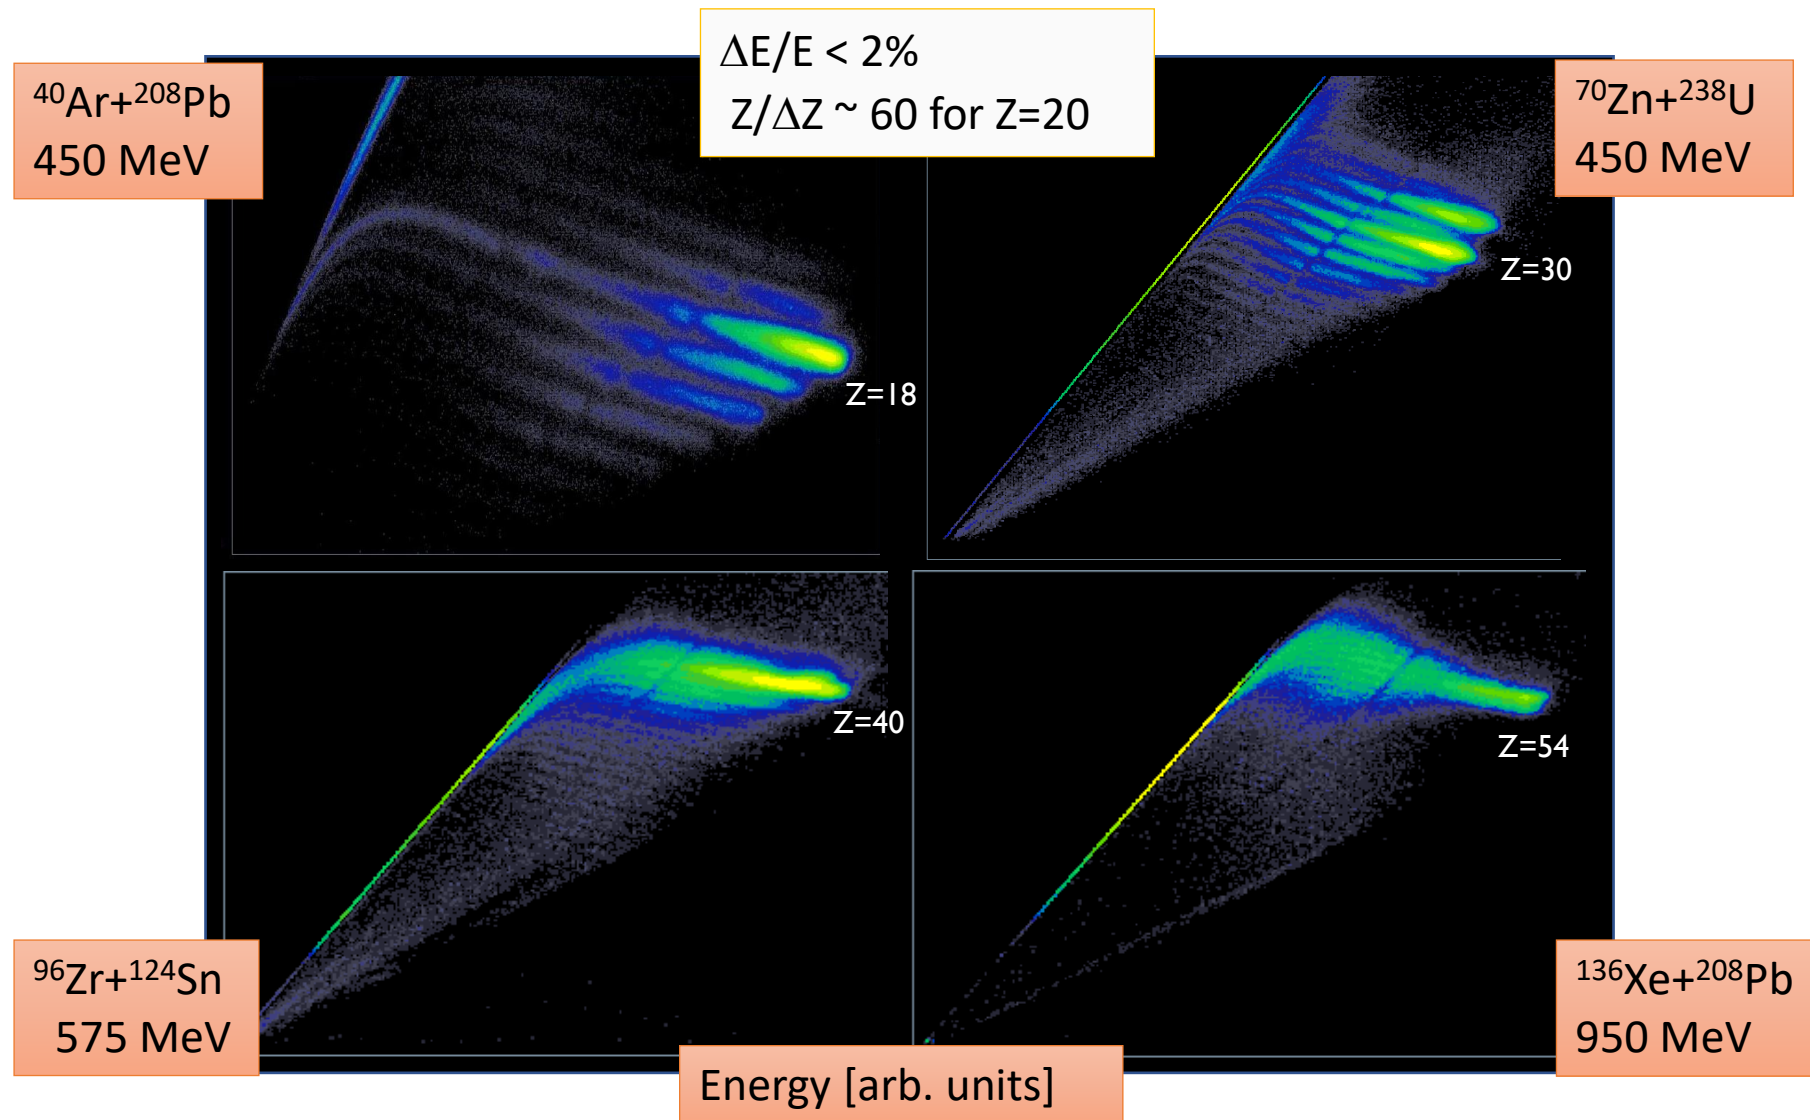 ΔE/E < 2%
Z/ΔZ ~ 60 for Z=20
⁴⁰Ar+²⁰⁸Pb
450 MeV
⁷⁰Zn+²³⁸U
450 MeV
Z=30
Z=18
Z=40
Z=54
⁹⁶Zr+¹²⁴Sn
575 MeV
¹³⁶Xe+²⁰⁸Pb
950 MeV
Energy [arb. units]